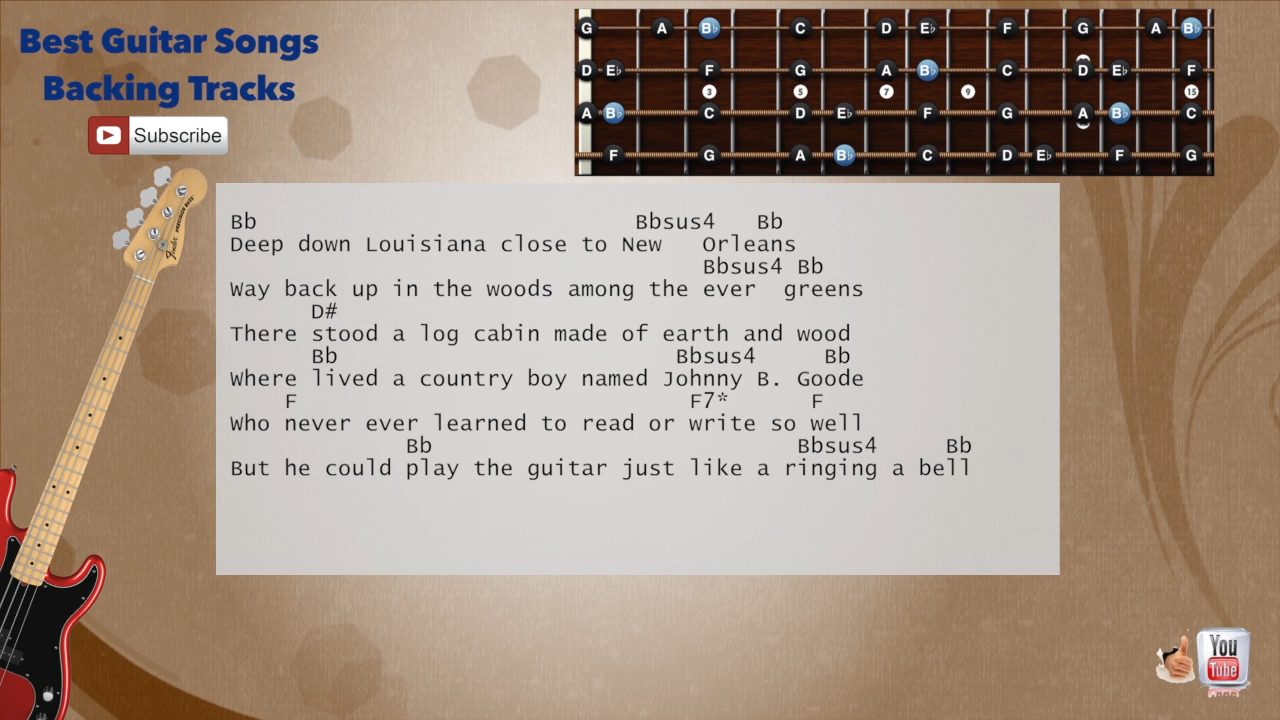 Best Guitar Songs
Backing Tracks
Subscribe
G A B♭ C D E♭ F G A B♭
D E♭ F G A B♭ C D E♭ F
3 5 7 9 15
A B♭ C D E♭ F G A B♭ C
F G A B♭ C D E♭ F G
Fender PRECISION BASS
Bb Bbsus4 Bb
Deep down Louisiana close to New Orleans
Bbsus4 Bb
Way back up in the woods among the ever greens
D#
There stood a log cabin made of earth and wood
Bb Bbsus4 Bb
Where lived a country boy named Johnny B. Goode
F F7* F
Who never ever learned to read or write so well
Bb Bbsus4 Bb
But he could play the guitar just like a ringing a bell
You
Tube